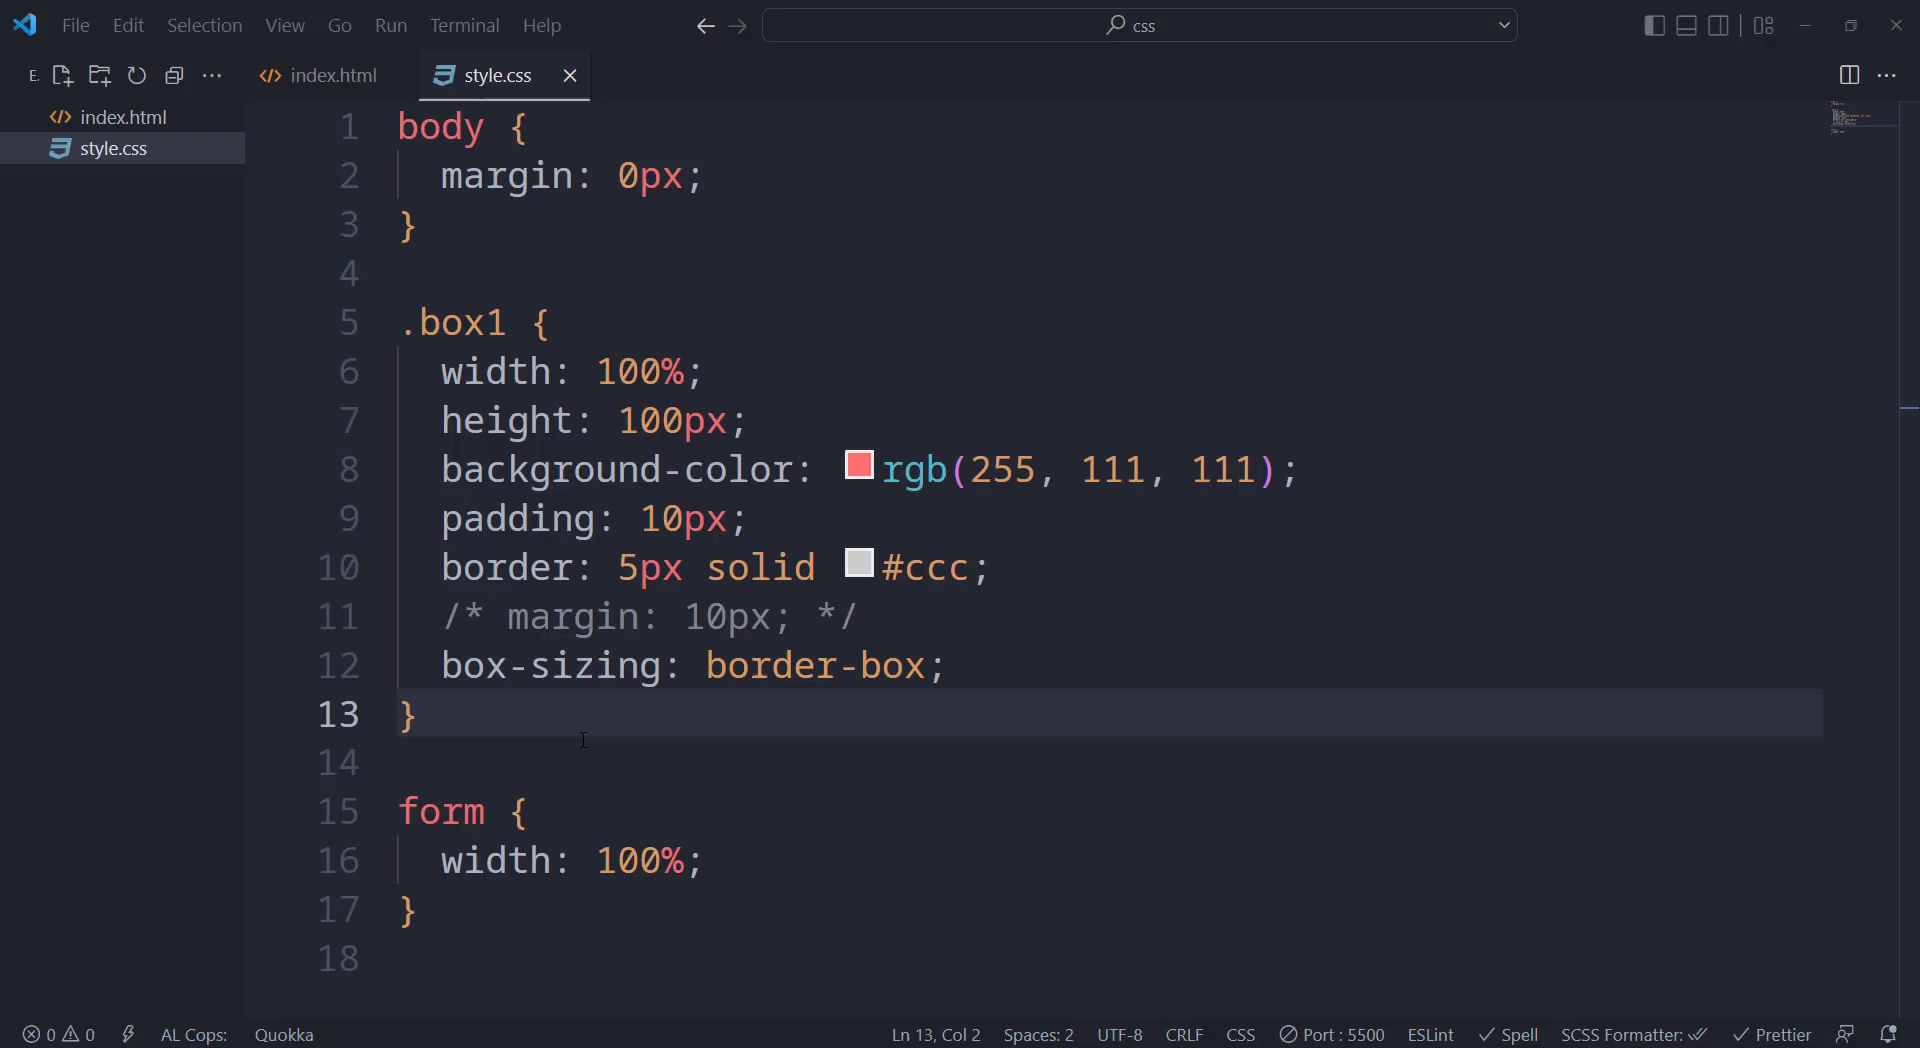 File Edit Selection View Go Run Terminal Help
css
E.
index.html
style.css
index.html
style.css
1 body {
2 margin: 0px;
3 }
4
5 .box1 {
6 width: 100%;
7 height: 100px;
8 background-color: rgb(255, 111, 111);
9 padding: 10px;
10 border: 5px solid #ccc;
11 /* margin: 10px; */
12 box-sizing: border-box;
13 }
14
15 form {
16 width: 100%;
17 }
18
0 0 AL Cops: Quokka Ln 13, Col 2 Spaces: 2 UTF-8 CRLF CSS Port : 5500 ESLint Spell SCSS Formatter: Prettier